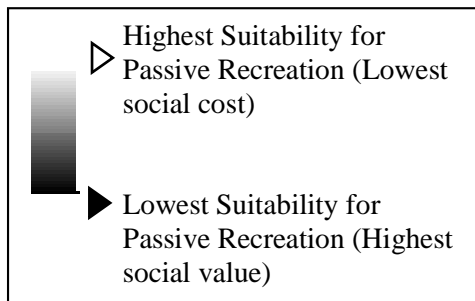 Highest Suitability for
Passive Recreation (Lowest
social cost)
Lowest Suitability for
Passive Recreation (Highest
social value)